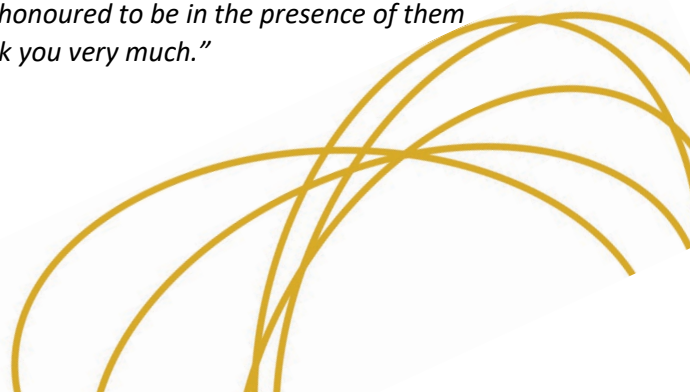 honoured to be in the presence of them
k you very much.”